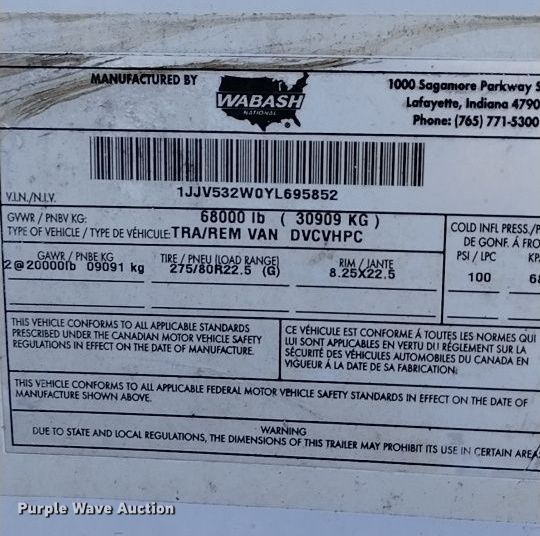 MANUFACTURED BY
WABASH
NATIONAL
1000 Sagamore Parkway
Lafayette, Indiana 4790
Phone: (765) 771-5300
V.I.N./N.I.V.
1JJV532W0YL695852
GVWR / PNBV KG: 68000 lb ( 30909 KG )
TYPE OF VEHICLE / TYPE DE VÉHICULE: TRA/REM VAN DVCVHPC
COLD INFL PRESS./P
DE GONF. Á FRO
GAWR / PNBE KG TIRE / PNEU (LOAD RANGE) RIM / JANTE PSI / LPC KP
2@20000lb 09091 kg 275/80R22.5 (G) 8.25X22.5 100 68
THIS VEHICLE CONFORMS TO ALL APPLICABLE STANDARDS
PRESCRIBED UNDER THE CANADIAN MOTOR VEHICLE SAFETY
REGULATIONS IN EFFECT ON THE DATE OF MANUFACTURE.
CE VÉHICULE EST CONFORME Á TOUTES LES NORMES QUI
LUI SONT APPLICABLES EN VERTU DU RÉGLEMENT SUR LA
SÉCURITÉ DES VÉHICULES AUTOMOBILES DU CANADA EN
VIGUEUR Á LA DATE DE SA FABRICATION.
THIS VEHICLE CONFORMS TO ALL APPLICABLE FEDERAL MOTOR VEHICLE SAFETY STANDARDS IN EFFECT ON THE DATE OF
MANUFACTURE SHOWN ABOVE.
WARNING
DUE TO STATE AND LOCAL REGULATIONS, THE DIMENSIONS OF THIS TRAILER MAY PROHIBIT ITS USE IN CERTAIN AREA
Purple Wave Auction